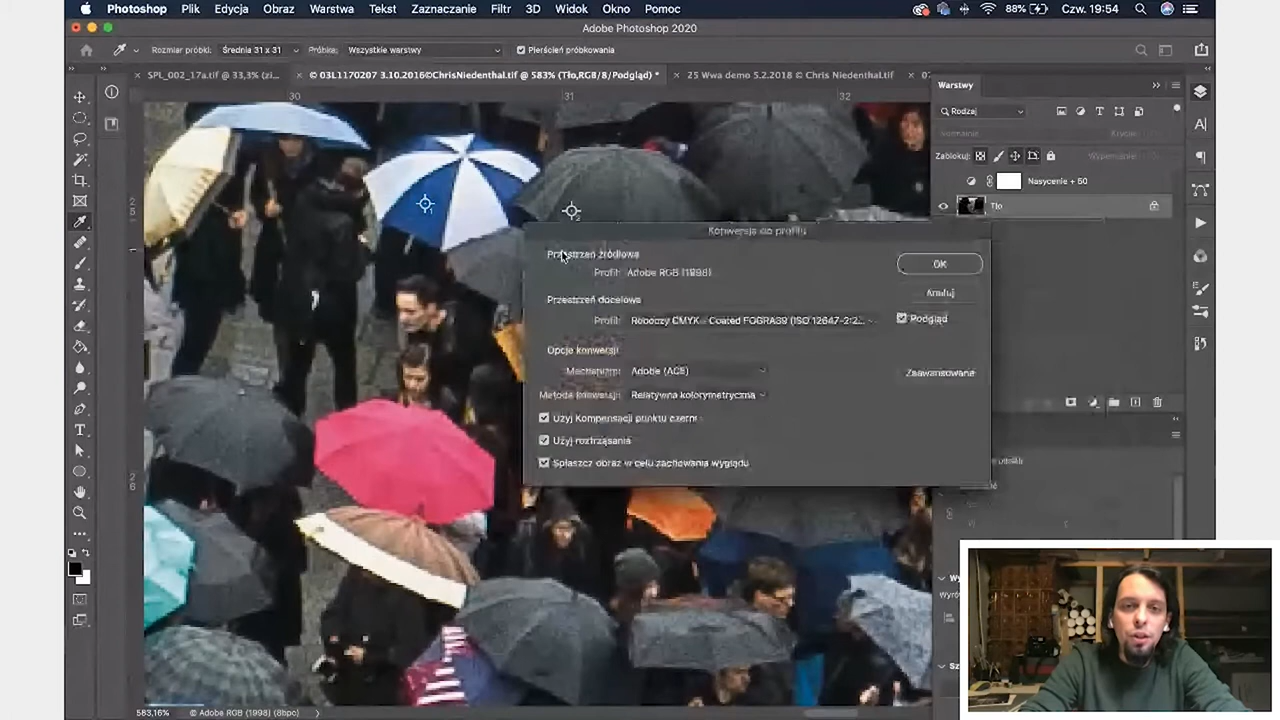 Photoshop Plik Edycja Obraz Warstwa Tekst Zaznaczanie Filtr 3D Widok Okno Pomoc 88% Czw. 19:54
Adobe Photoshop 2020
Rozmiar próbki: Średnia 31 x 31 Próbka: Wszystkie warstwy Pierścień próbkowania
SPL_002_17a.tif @ 33,3% (zi... © 03L1170207 3.10.2016©ChrisNiedenthal.tif @ 583% (Tło,RGB/8/Podgląd) * 25 Wwa demo 5.2.2018 © Chris Niedenthal.tif
30 31 32
Warstwy
Rodzaj
Normalnie
Zablokuj: Wypełnienie:
Nasycenie + 50
Tło
Konwersja do profilu
Przestrzeń źródłowa
Profil: Adobe RGB (1998)
OK
Anuluj
Przestrzeń docelowa
Profil: Roboczy CMYK - Coated FOGRA39 (ISO 12647-2:2...
Podgląd
Opcje konwersji
Mechanizm: Adobe (ACE)
Zaawansowane
Metoda konwersji: Relatywna kolorymetryczna
Użyj Kompensacji punktu czerni
Użyj roztrząsania
Spłaszcz obraz w celu zachowania wyglądu
583,16% © Adobe RGB (1998) (8bpc)